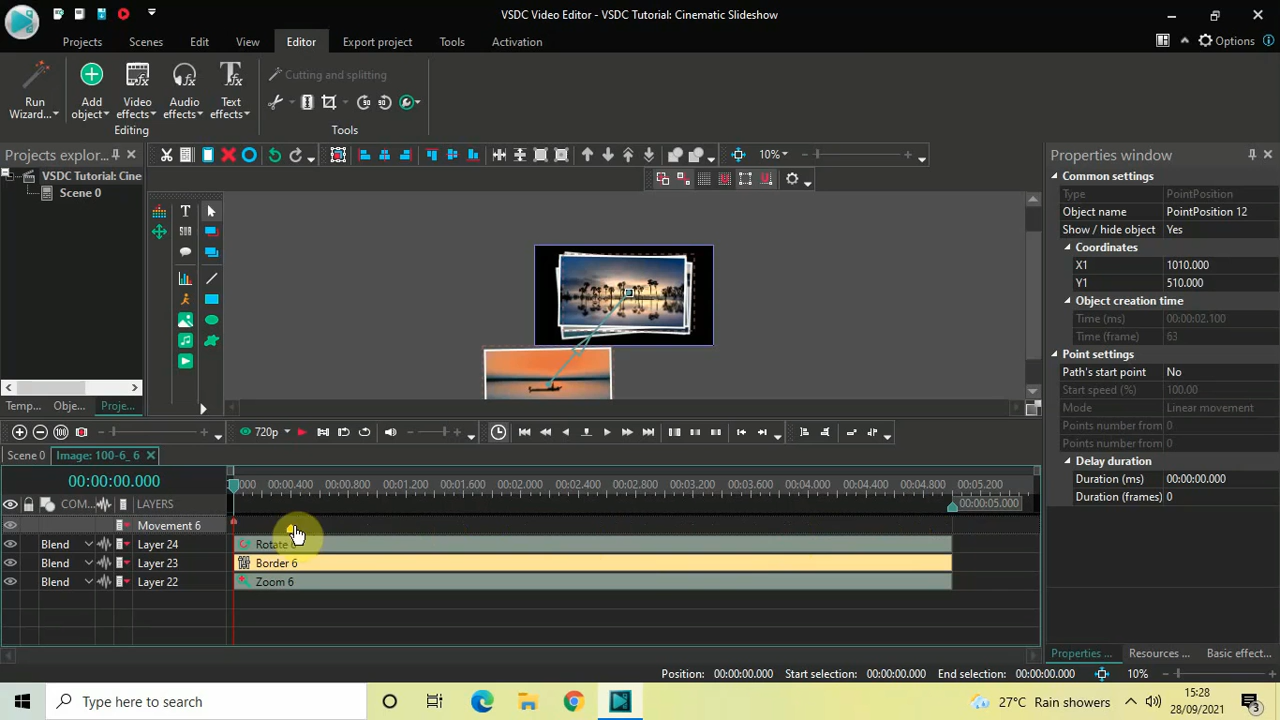 VSDC Video Editor - VSDC Tutorial: Cinematic Slideshow
Projects Scenes Edit View Editor Export project Tools Activation
Options
Run Wizard... Add object Video effects Audio effects Text effects
Cutting and splitting
Editing Tools
Projects explor...
10%
Properties window
VSDC Tutorial: Cine
Scene 0
Common settings
Type PointPosition
Object name PointPosition 12
Show / hide object Yes
Coordinates
X1 1010.000
Y1 510.000
Object creation time
Time (ms) 00:00:02.100
Time (frame) 63
Point settings
Path's start point No
Start speed (%) 100.00
Mode Linear movement
Points number from 0
Points number from 0
Delay duration
Duration (ms) 00:00:00.000
Duration (frames) 0
Temp... Obje... Proje...
720p
Scene 0 Image: 100-6_ 6
00:00:00.000
000 00:00.400 00:00.800 00:01.200 00:01.600 00:02.000 00:02.400 00:02.800 00:03.200 00:03.600 00:04.000 00:04.400 00:04.800 00:05.200
COM... LAYERS
00:00:05.000
Movement 6
Blend Layer 24 Rotate
Blend Layer 23 Border 6
Blend Layer 22 Zoom 6
Properties ... Resources ... Basic effect...
Position: 00:00:00.000 Start selection: 00:00:00.000 End selection: 00:00:00.000 10%
Type here to search
27°C Rain showers
15:28
28/09/2021
3